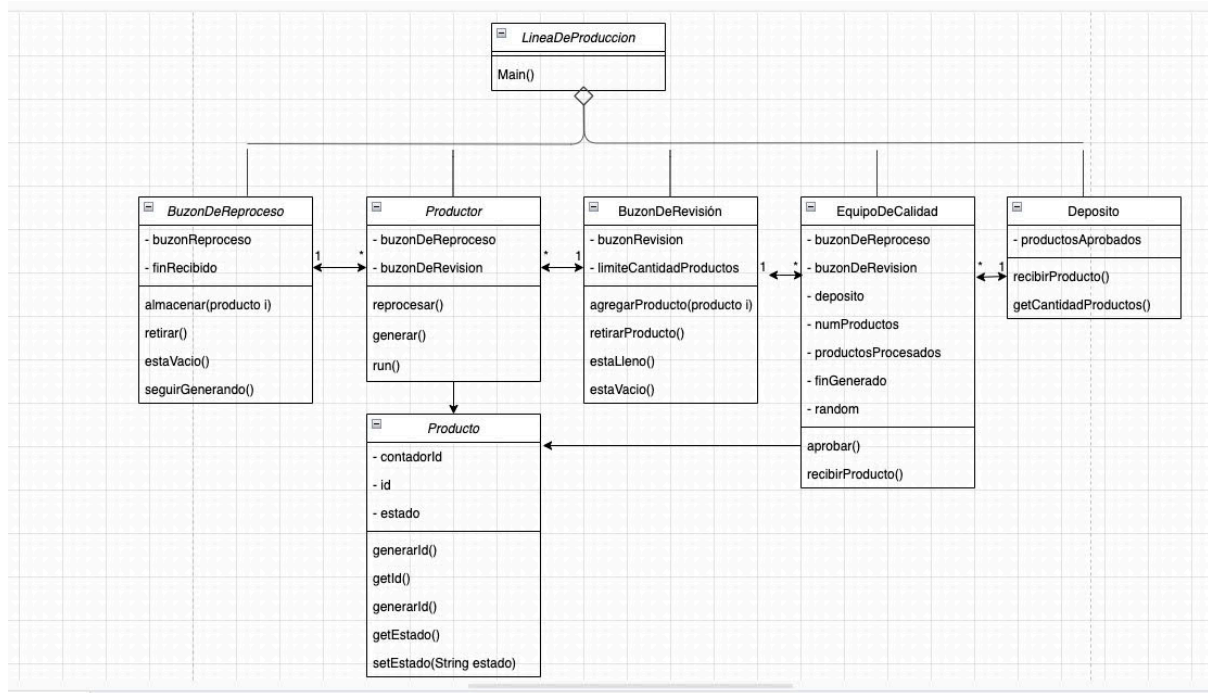 LineaDeProduccion
Main()
BuzonDeReproceso
- buzonReproceso
- finRecibido
almacenar(producto i)
retirar()
estaVacio()
seguirGenerando()
1
*
Productor
- buzonDeReproceso
- buzonDeRevision
reprocesar()
generar()
run()
*
1
BuzonDeRevisión
- buzonRevision
- limiteCantidadProductos
agregarProducto(producto i)
retirarProducto()
estaLleno()
estaVacio()
1
*
EquipoDeCalidad
- buzonDeReproceso
- buzonDeRevision
- deposito
- numProductos
- productosProcesados
- finGenerado
- random
aprobar()
recibirProducto()
*
1
Deposito
- productosAprobados
recibirProducto()
getCantidadProductos()
Producto
- contadorId
- id
- estado
generarId()
getId()
generarId()
getEstado()
setEstado(String estado)